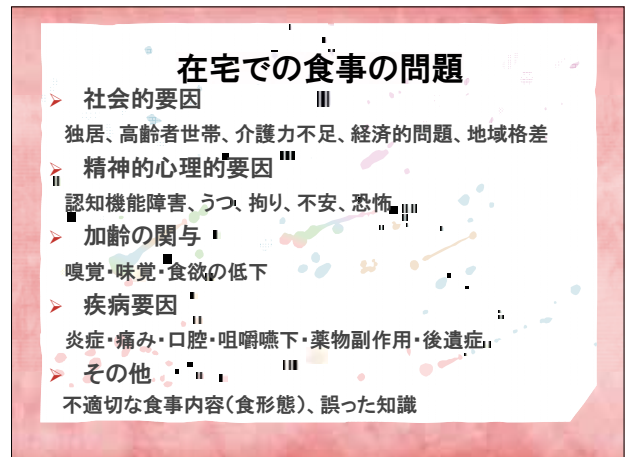 在宅での食事の問題
➢ 社会的要因
独居、高齢者世帯、介護力不足、経済的問題、地域格差
➢ 精神的心理的要因
認知機能障害、うつ、拘り、不安、恐怖
➢ 加齢の関与
嗅覚・味覚・食欲の低下
➢ 疾病要因
炎症・痛み・口腔・咀嚼嚥下・薬物副作用・後遺症
➢ その他
不適切な食事内容(食形態)、誤った知識